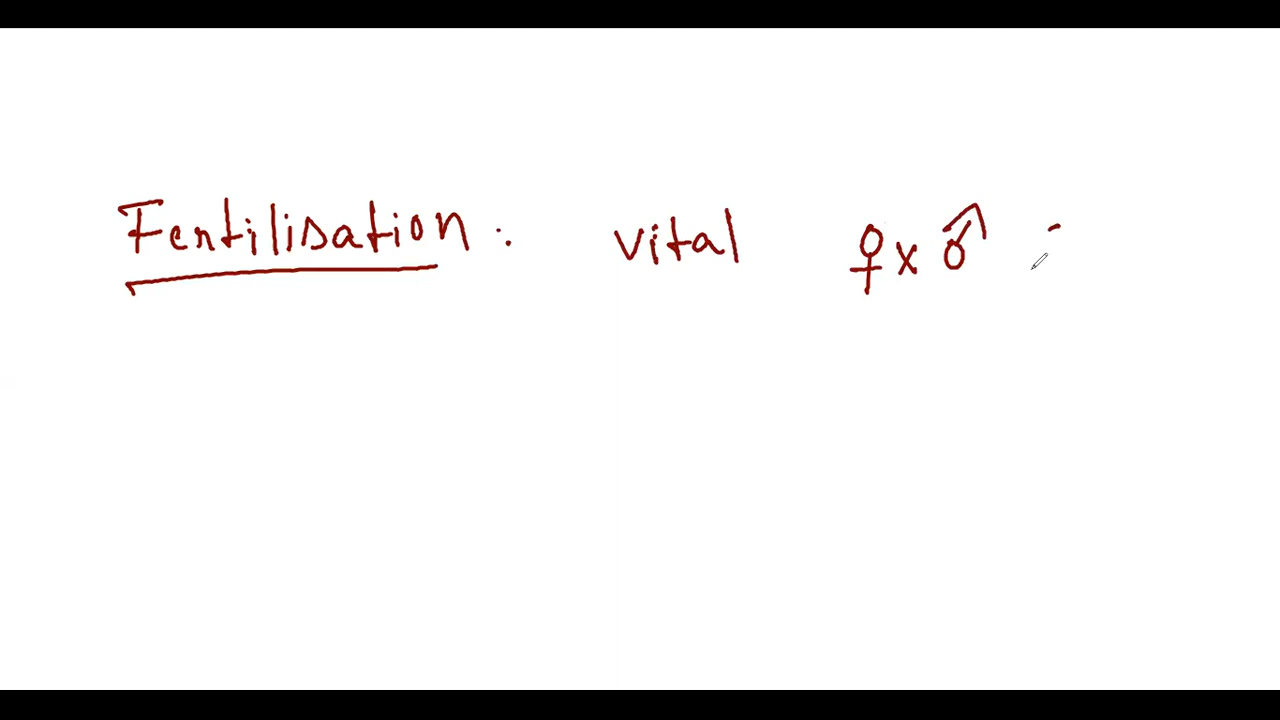 Fertilisation : vital ♀ x ♂ -